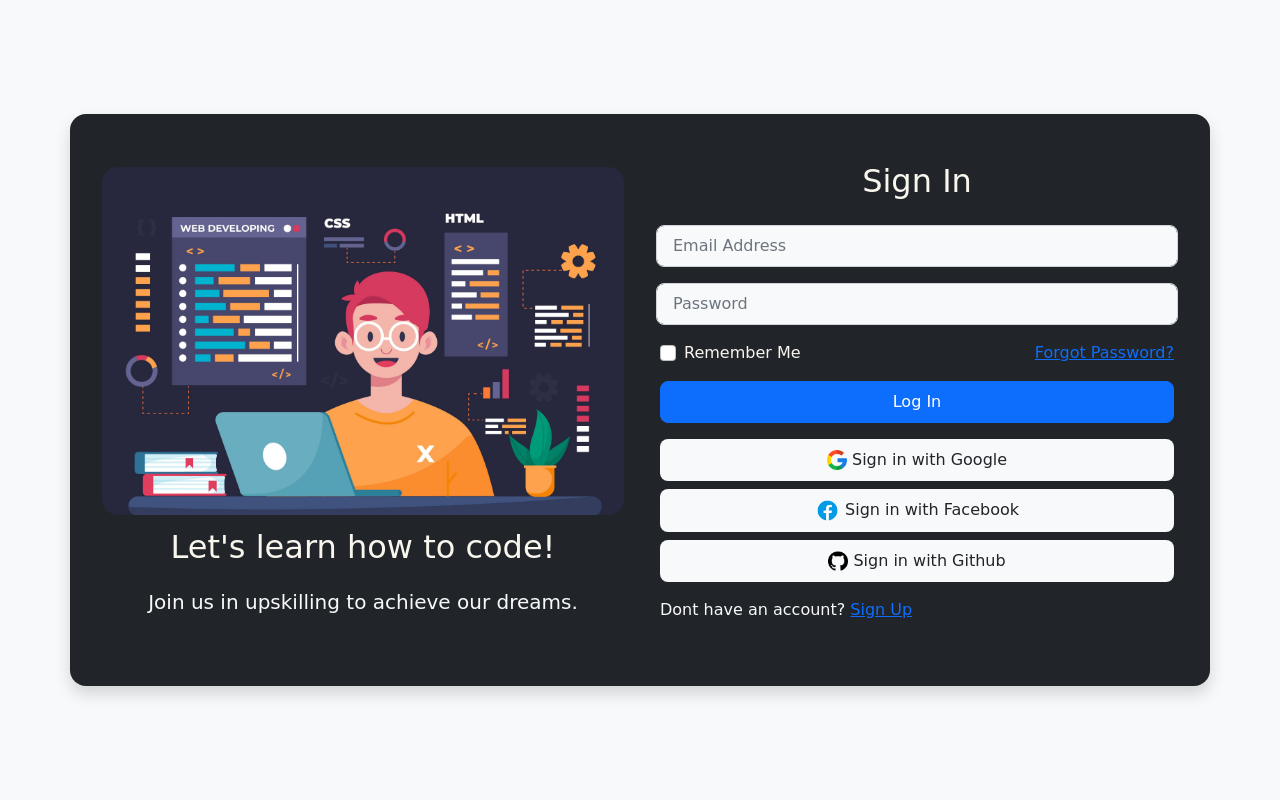 WEB DEVELOPING
< >
</>
CSS
HTML
< >
</>
{ }
</>
X
Let's learn how to code!
Join us in upskilling to achieve our dreams.
Sign In
Email Address
Password
Remember Me
Forgot Password?
Log In
Sign in with Google
Sign in with Facebook
Sign in with Github
Dont have an account? Sign Up